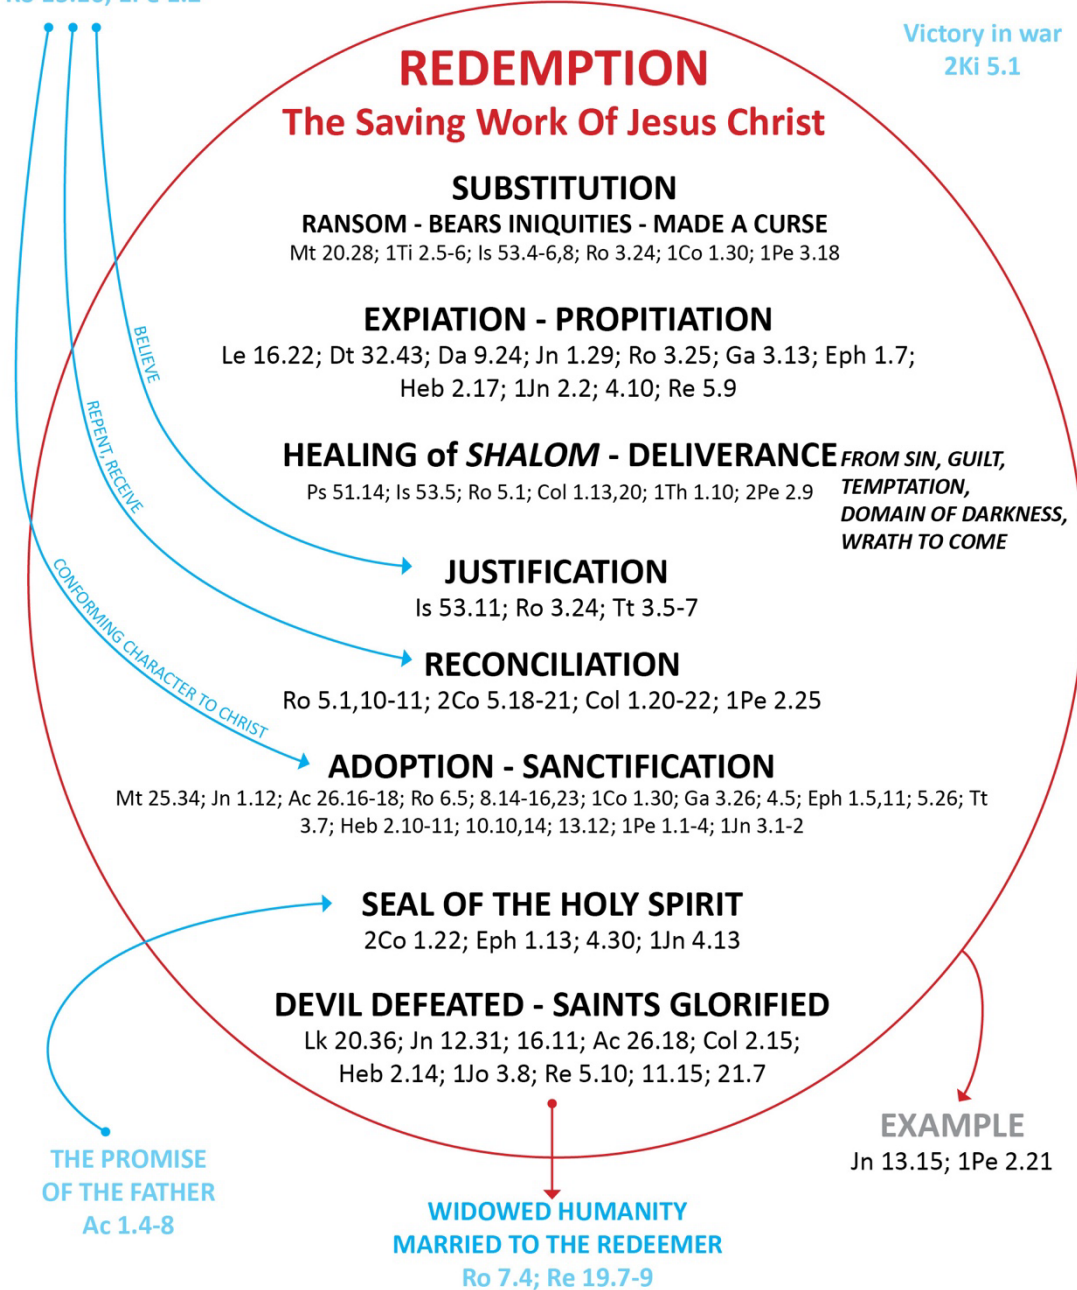 Victory in war
2Ki 5.1
REDEMPTION
The Saving Work Of Jesus Christ
SUBSTITUTION
RANSOM - BEARS INIQUITIES - MADE A CURSE
Mt 20.28; 1Ti 2.5-6; Is 53.4-6,8; Ro 3.24; 1Co 1.30; 1Pe 3.18
EXPIATION - PROPITIATION
Le 16.22; Dt 32.43; Da 9.24; Jn 1.29; Ro 3.25; Ga 3.13; Eph 1.7;
Heb 2.17; 1Jn 2.2; 4.10; Re 5.9
BELIEVE
REPENT, RECEIVE
CONFORMING CHARACTER TO CHRIST
HEALING of SHALOM - DELIVERANCE
FROM SIN, GUILT,
TEMPTATION,
DOMAIN OF DARKNESS,
WRATH TO COME
Ps 51.14; Is 53.5; Ro 5.1; Col 1.13,20; 1Th 1.10; 2Pe 2.9
JUSTIFICATION
Is 53.11; Ro 3.24; Tt 3.5-7
RECONCILIATION
Ro 5.1,10-11; 2Co 5.18-21; Col 1.20-22; 1Pe 2.25
ADOPTION - SANCTIFICATION
Mt 25.34; Jn 1.12; Ac 26.16-18; Ro 6.5; 8.14-16,23; 1Co 1.30; Ga 3.26; 4.5; Eph 1.5,11; 5.26; Tt
3.7; Heb 2.10-11; 10.10,14; 13.12; 1Pe 1.1-4; 1Jn 3.1-2
SEAL OF THE HOLY SPIRIT
2Co 1.22; Eph 1.13; 4.30; 1Jn 4.13
DEVIL DEFEATED - SAINTS GLORIFIED
Lk 20.36; Jn 12.31; 16.11; Ac 26.18; Col 2.15;
Heb 2.14; 1Jo 3.8; Re 5.10; 11.15; 21.7
EXAMPLE
Jn 13.15; 1Pe 2.21
THE PROMISE
OF THE FATHER
Ac 1.4-8
WIDOWED HUMANITY
MARRIED TO THE REDEEMER
Ro 7.4; Re 19.7-9